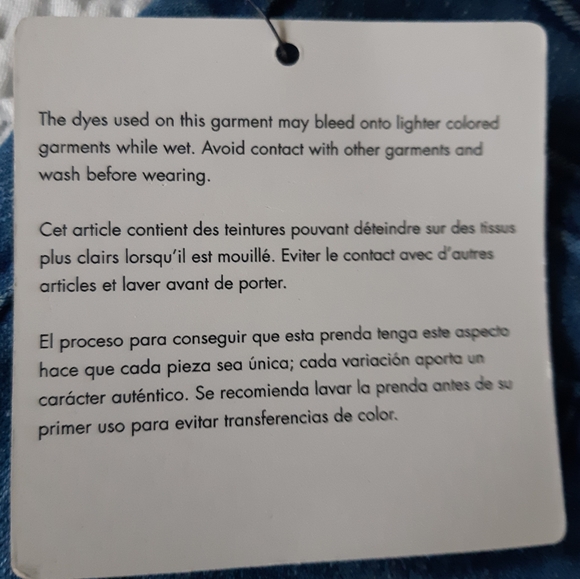 The dyes used on this garment may bleed onto lighter colored
garments while wet. Avoid contact with other garments and
wash before wearing.
Cet article contient des teintures pouvant déteindre sur des tissus
plus clairs lorsqu'il est mouillé. Eviter le contact avec d'autres
articles et laver avant de porter.
El proceso para conseguir que esta prenda tenga este aspecto
hace que cada pieza sea única; cada variación aporta un
carácter auténtico. Se recomienda lavar la prenda antes de su
primer uso para evitar transferencias de color.